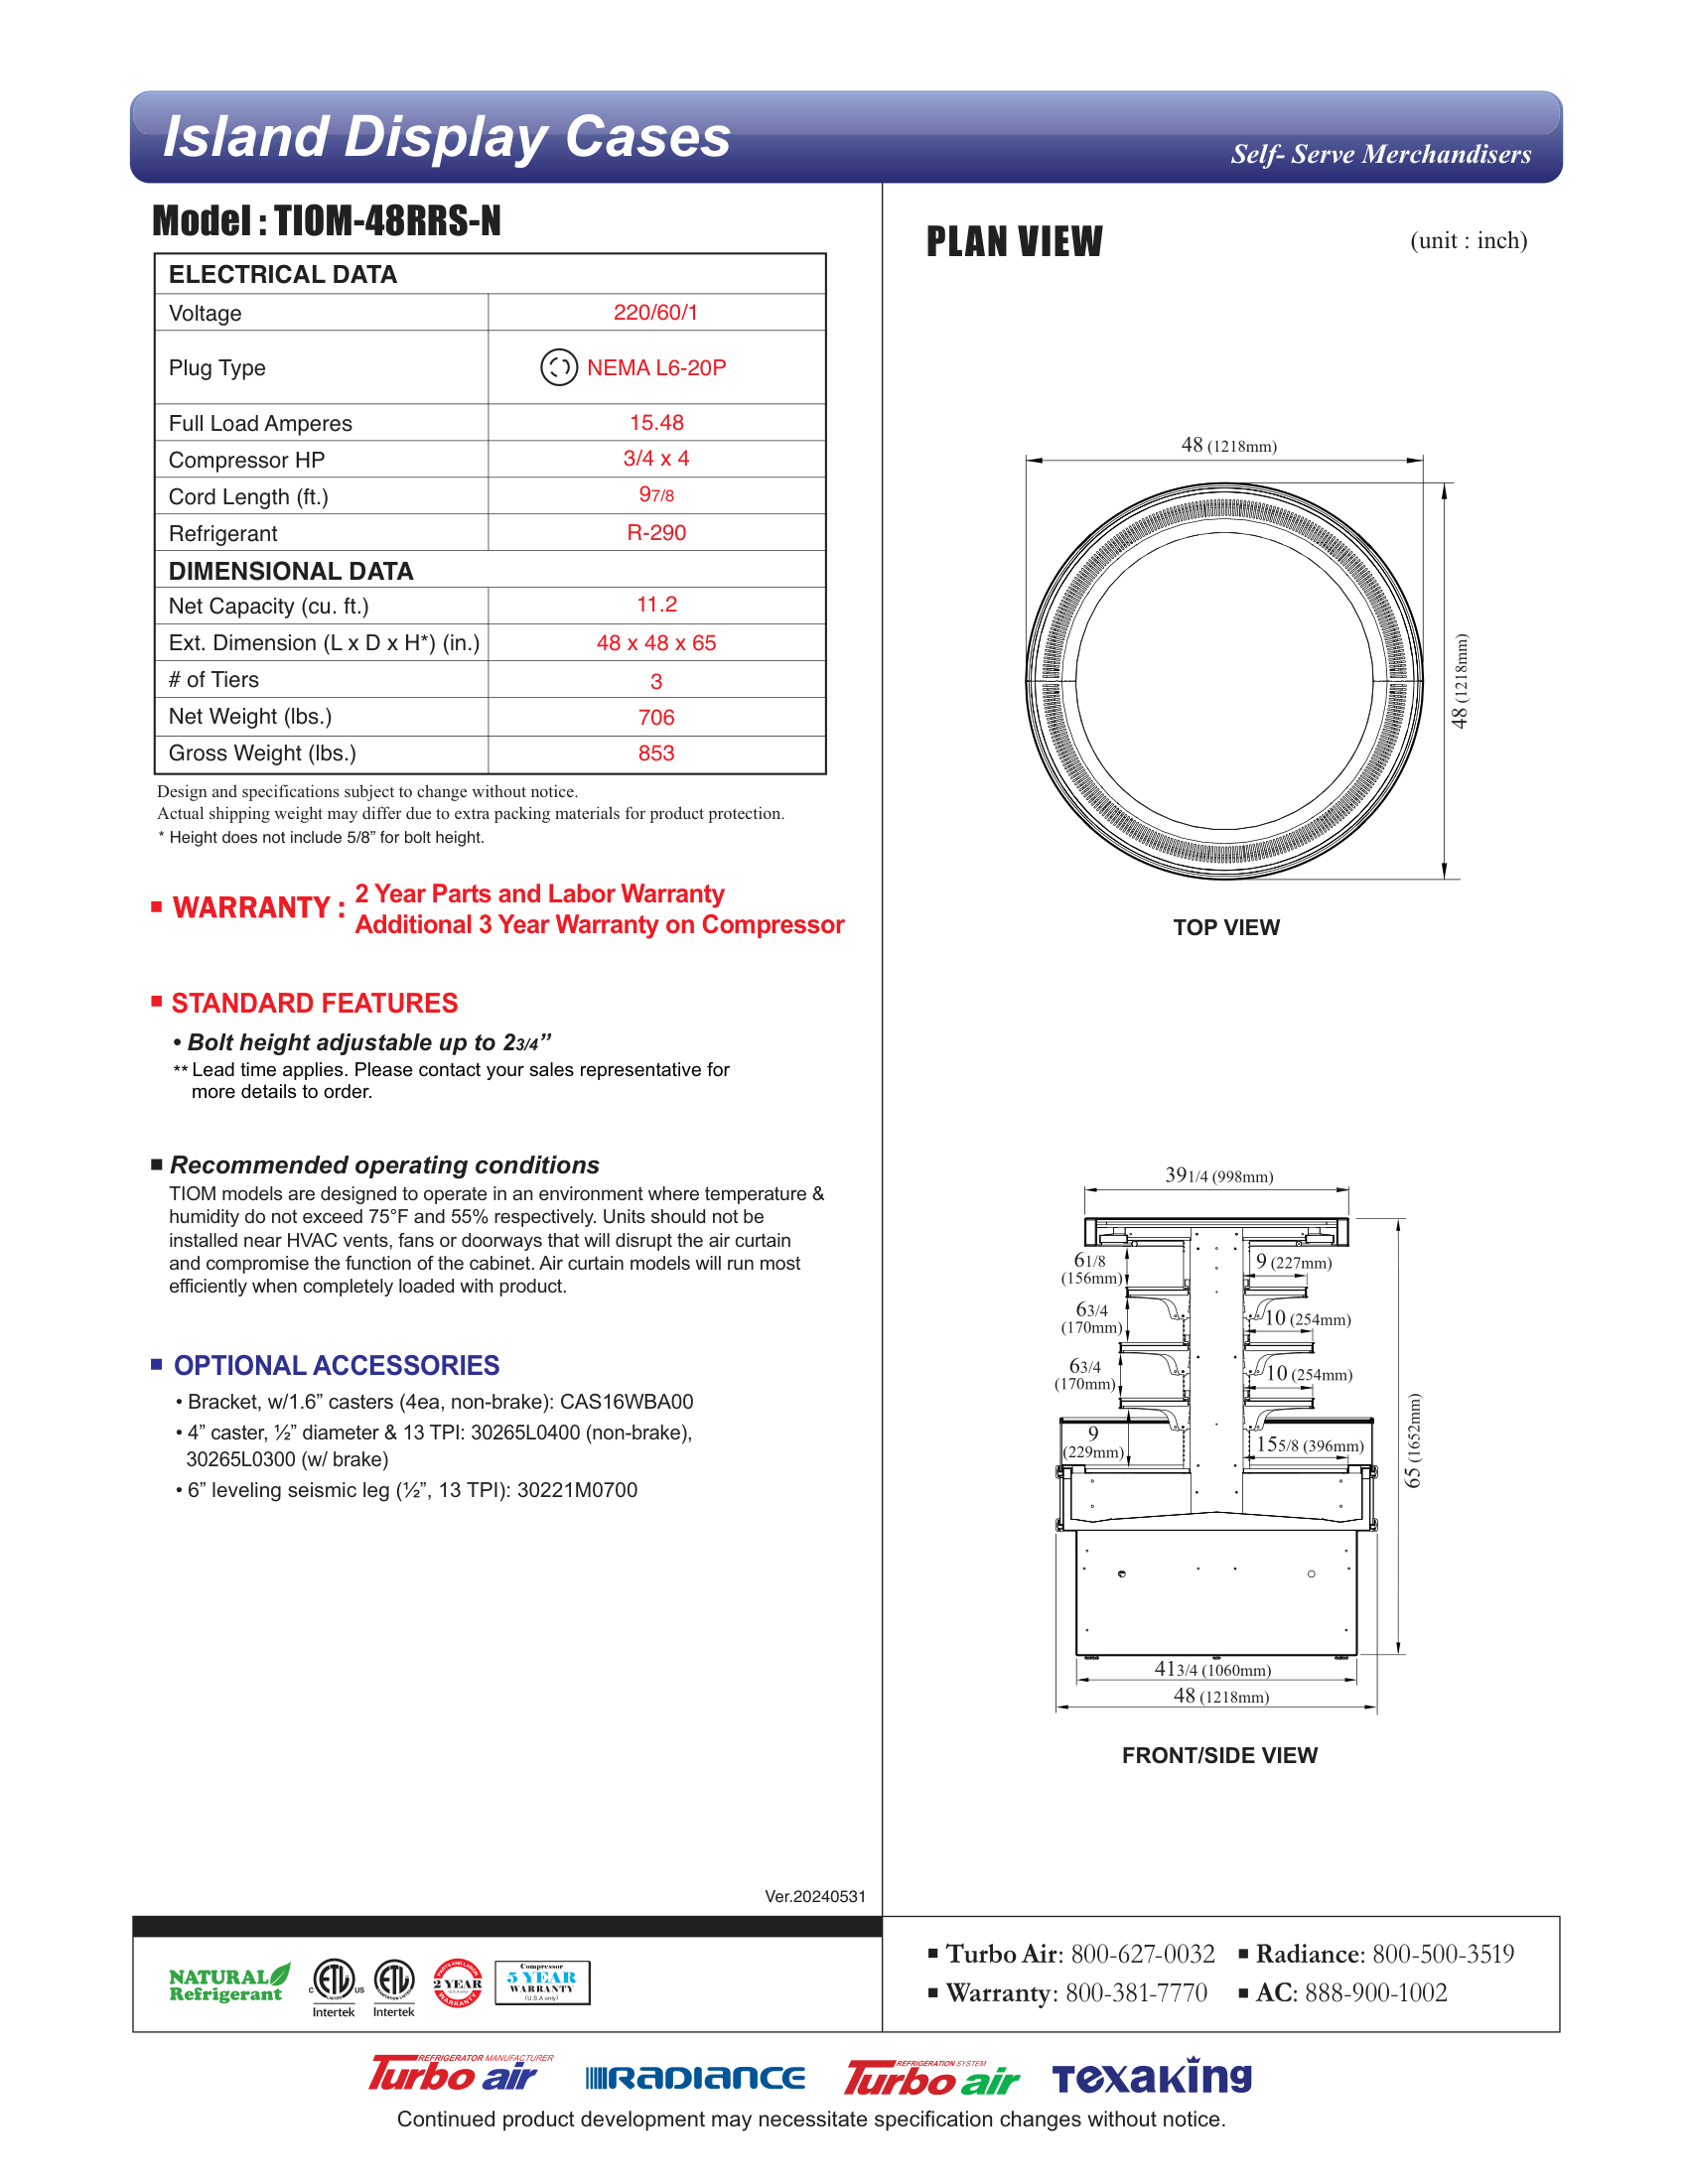 Island Display Cases
Self- Serve Merchandisers
Model : TIOM-48RRS-N
ELECTRICAL DATA
Voltage 220/60/1
Plug Type NEMA L6-20P
Full Load Amperes 15.48
Compressor HP 3/4 x 4
Cord Length (ft.) 9 7/8
Refrigerant R-290
DIMENSIONAL DATA
Net Capacity (cu. ft.) 11.2
Ext. Dimension (L x D x H*) (in.) 48 x 48 x 65
# of Tiers 3
Net Weight (lbs.) 706
Gross Weight (lbs.) 853
Design and specifications subject to change without notice.
Actual shipping weight may differ due to extra packing materials for product protection.
* Height does not include 5/8” for bolt height.
■ WARRANTY : 2 Year Parts and Labor Warranty
Additional 3 Year Warranty on Compressor
■ STANDARD FEATURES
• Bolt height adjustable up to 2 3/4”
** Lead time applies. Please contact your sales representative for
more details to order.
■ Recommended operating conditions
TIOM models are designed to operate in an environment where temperature &
humidity do not exceed 75°F and 55% respectively. Units should not be
installed near HVAC vents, fans or doorways that will disrupt the air curtain
and compromise the function of the cabinet. Air curtain models will run most
efficiently when completely loaded with product.
■ OPTIONAL ACCESSORIES
• Bracket, w/1.6” casters (4ea, non-brake): CAS16WBA00
• 4” caster, ½” diameter & 13 TPI: 30265L0400 (non-brake),
30265L0300 (w/ brake)
• 6” leveling seismic leg (½”, 13 TPI): 30221M0700
Ver.20240531
PLAN VIEW
(unit : inch)
48 (1218mm)
48 (1218mm)
TOP VIEW
39 1/4 (998mm)
6 1/8
(156mm)
9 (227mm)
6 3/4
(170mm)
10 (254mm)
6 3/4
(170mm)
10 (254mm)
9
(229mm)
15 5/8 (396mm)
65 (1652mm)
41 3/4 (1060mm)
48 (1218mm)
FRONT/SIDE VIEW
NATURAL
Refrigerant
C ETL US
Intertek
ETL
Intertek
PARTS AND LABOR
2 YEAR
WARRANTY
Compressor
5 YEAR
WARRANTY
(U.S.A only)
■ Turbo Air: 800-627-0032 ■ Radiance: 800-500-3519
■ Warranty: 800-381-7770 ■ AC: 888-900-1002
REFRIGERATOR MANUFACTURER
Turbo air
RADIANCE
REFRIGERATION SYSTEM
Turbo air
Texaking
Continued product development may necessitate specification changes without notice.